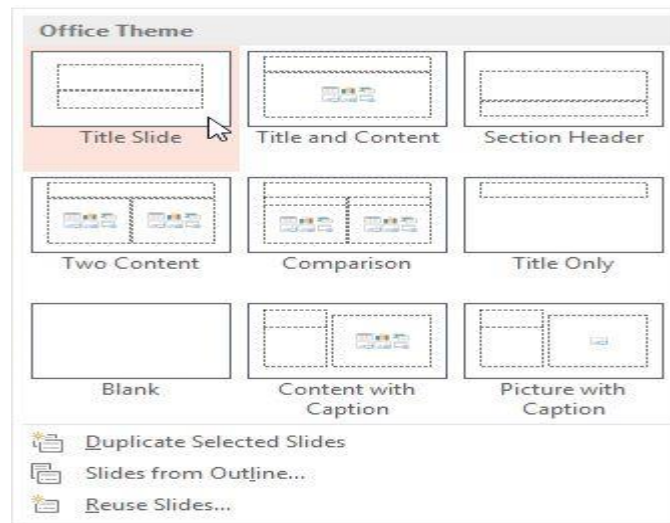 Office Theme
Title Slide
Title and Content
Section Header
Two Content
Comparison
Title Only
Blank
Content with
Caption
Picture with
Caption
Duplicate Selected Slides
Slides from Outline...
Reuse Slides...